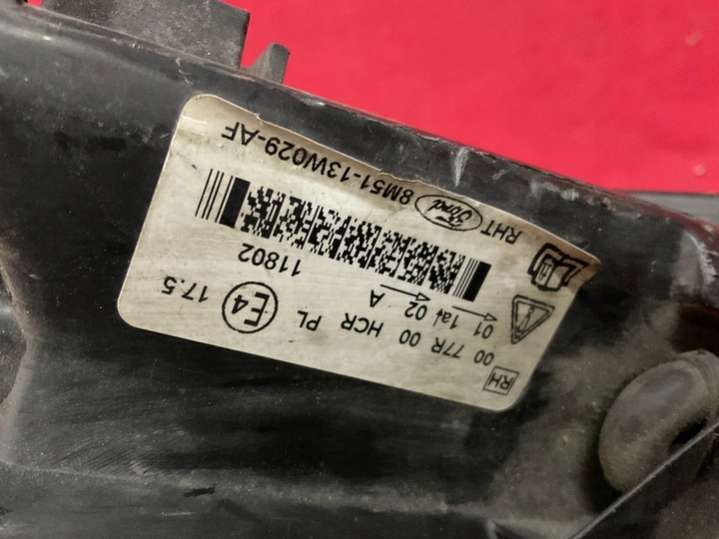 RHT Ford 8M51-13W029-AF
11802
01 1a 02 A
00 77R 00 HCR PL E4 17.5
RH